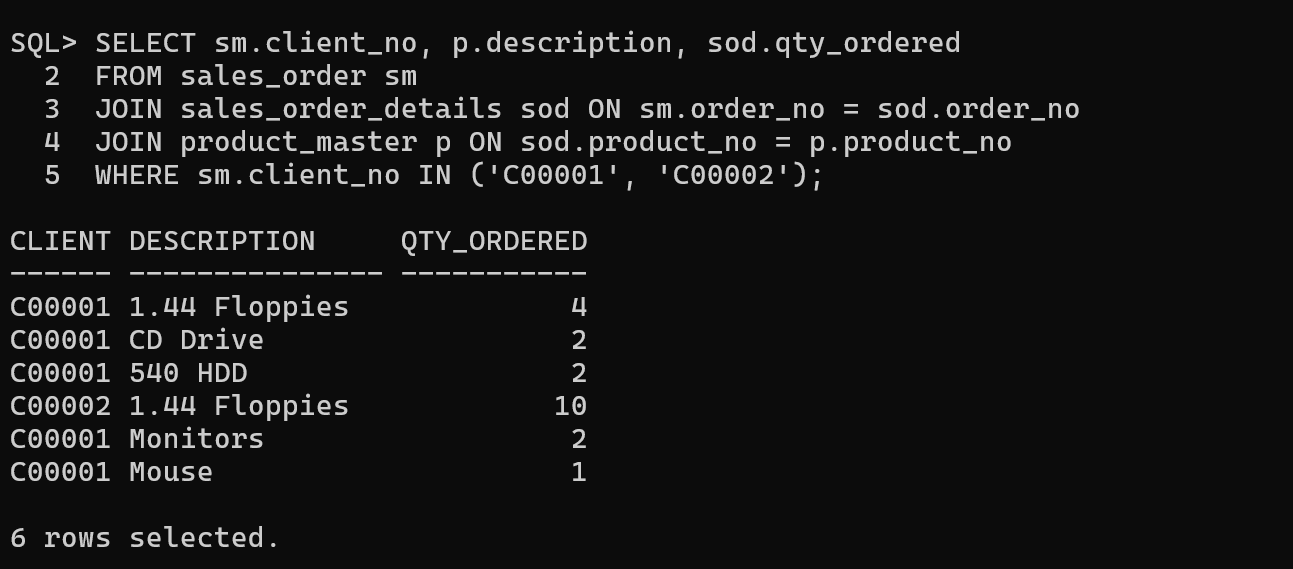 SQL> SELECT sm.client_no, p.description, sod.qty_ordered
  2  FROM sales_order sm
  3  JOIN sales_order_details sod ON sm.order_no = sod.order_no
  4  JOIN product_master p ON sod.product_no = p.product_no
  5  WHERE sm.client_no IN ('C00001', 'C00002');

CLIENT DESCRIPTION     QTY_ORDERED
------ --------------- -----------
C00001 1.44 Floppies             4
C00001 CD Drive                  2
C00001 540 HDD                   2
C00002 1.44 Floppies            10
C00001 Monitors                  2
C00001 Mouse                     1

6 rows selected.